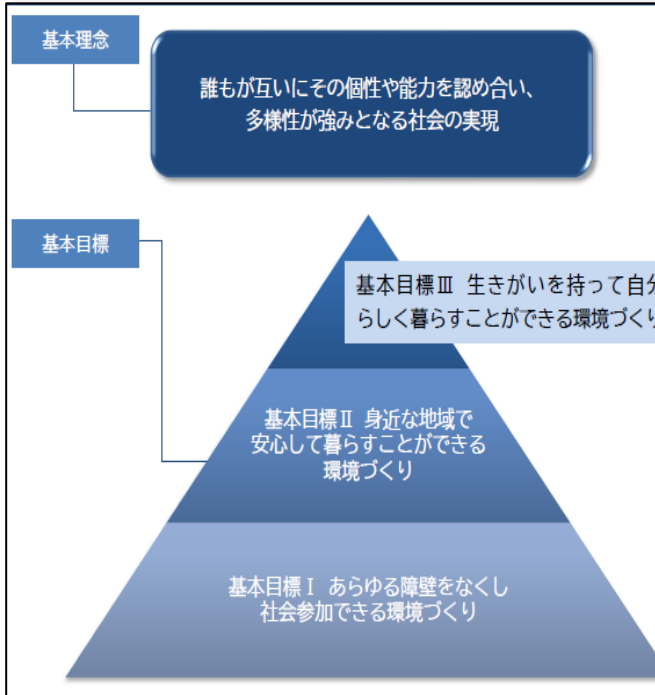 基本理念
誰もが互いにその個性や能力を認め合い、
多様性が強みとなる社会の実現
基本目標
基本目標Ⅲ 生きがいを持って自分
らしく暮らすことができる環境づくり
基本目標Ⅱ 身近な地域で
安心して暮らすことができる
環境づくり
基本目標Ⅰ あらゆる障壁をなくし
社会参加できる環境づくり